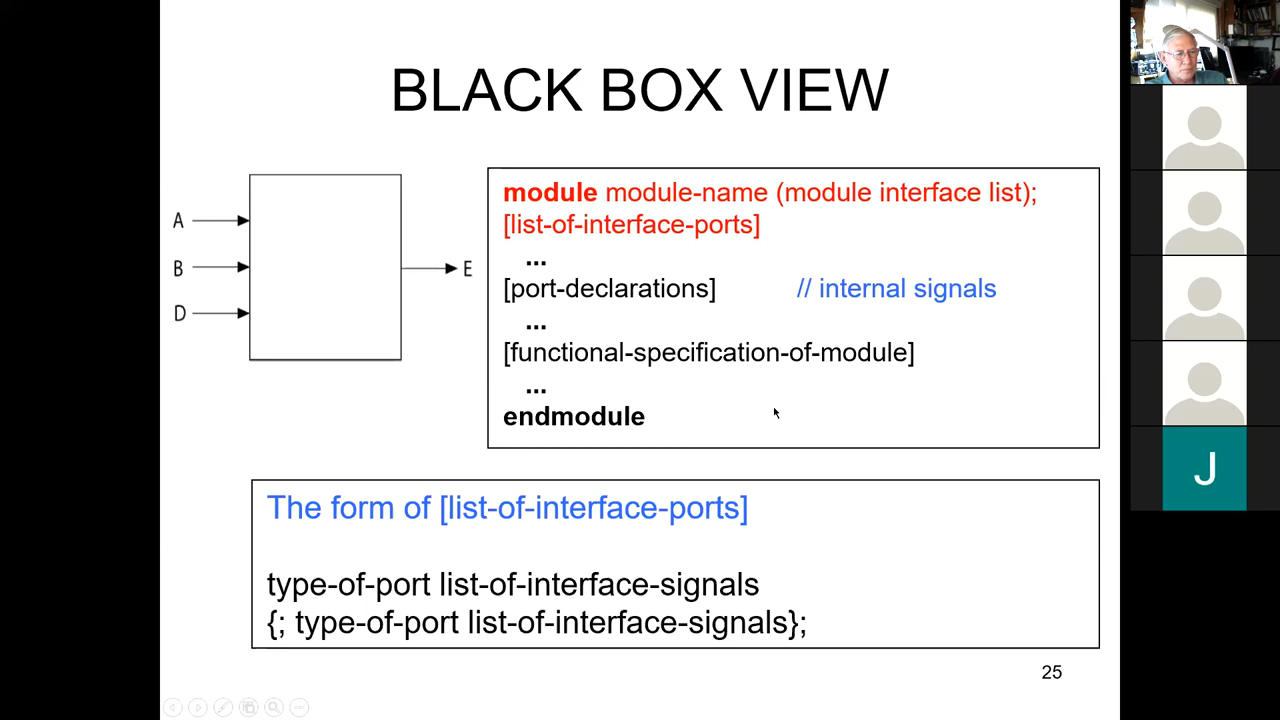 BLACK BOX VIEW
A
B
D
E
module module-name (module interface list);
[list-of-interface-ports]
...
[port-declarations] // internal signals
...
[functional-specification-of-module]
...
endmodule
The form of [list-of-interface-ports]
type-of-port list-of-interface-signals
{; type-of-port list-of-interface-signals};
25
J